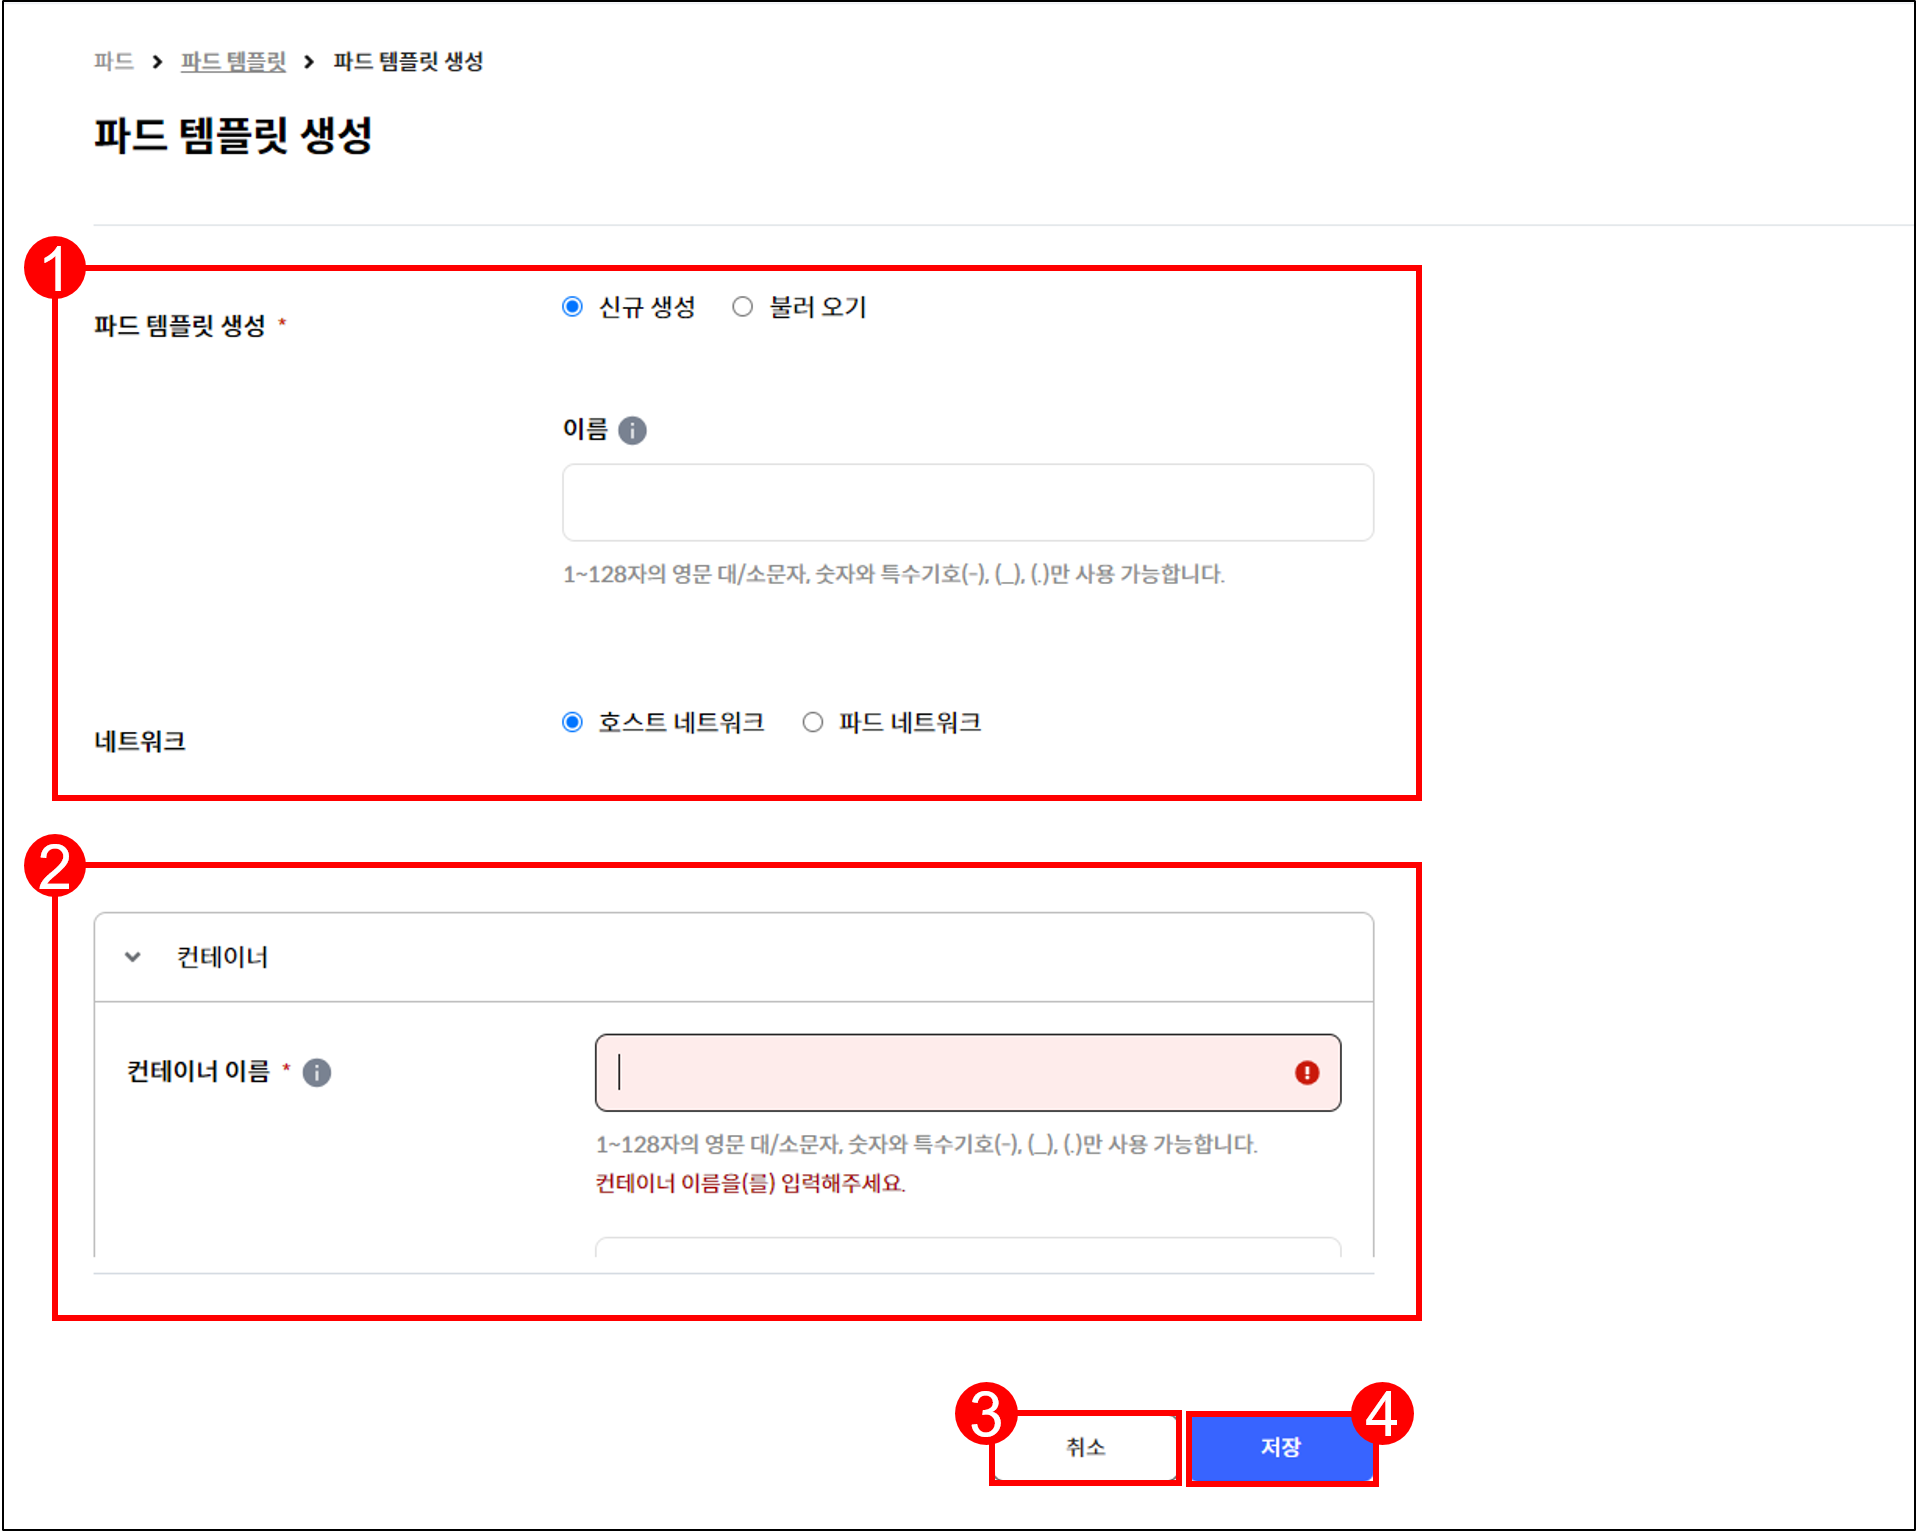 파드 > 파드 템플릿 > 파드 템플릿 생성
파드 템플릿 생성
1
파드 템플릿 생성 *
신규 생성 불러 오기
이름 i
1~128자의 영문 대/소문자, 숫자와 특수기호(-), (_), (.)만 사용 가능합니다.
네트워크
호스트 네트워크 파드 네트워크
2
컨테이너
컨테이너 이름 * i
1~128자의 영문 대/소문자, 숫자와 특수기호(-), (_), (.)만 사용 가능합니다.
컨테이너 이름을(를) 입력해주세요.
3
취소
4
저장